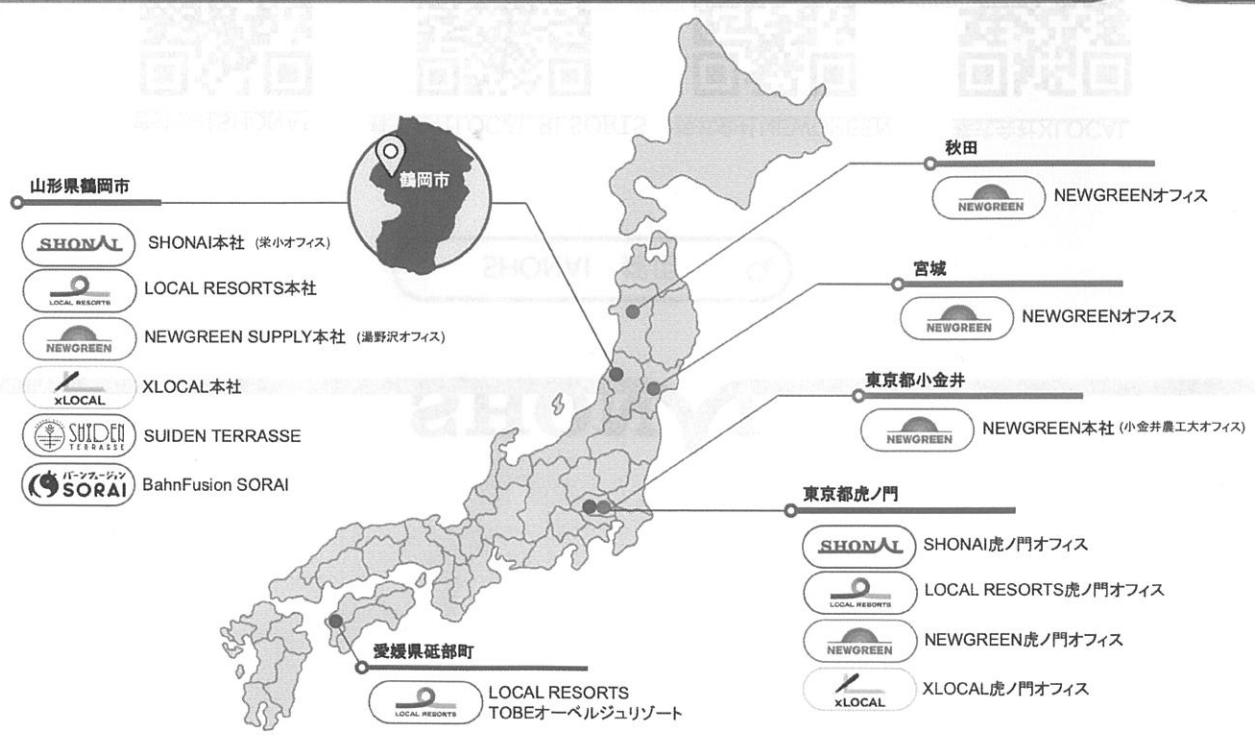 山形県鶴岡市
SHONAI
SHONAI本社 (栄小オフィス)
LOCAL RESORTS
LOCAL RESORTS本社
NEWGREEN
NEWGREEN SUPPLY本社 (湯野沢オフィス)
xLOCAL
XLOCAL本社
SUIDEN
TERRASSE
SUIDEN TERRASSE
バーンフュージョン
SORAI
BahnFusion SORAI
鶴岡市
秋田
NEWGREEN
NEWGREENオフィス
宮城
NEWGREEN
NEWGREENオフィス
東京都小金井
NEWGREEN
NEWGREEN本社 (小金井農工大オフィス)
東京都虎ノ門
SHONAI
SHONAI虎ノ門オフィス
LOCAL RESORTS
LOCAL RESORTS虎ノ門オフィス
NEWGREEN
NEWGREEN虎ノ門オフィス
xLOCAL
XLOCAL虎ノ門オフィス
愛媛県砥部町
LOCAL RESORTS
LOCAL RESORTS
TOBEオーベルジュリゾート